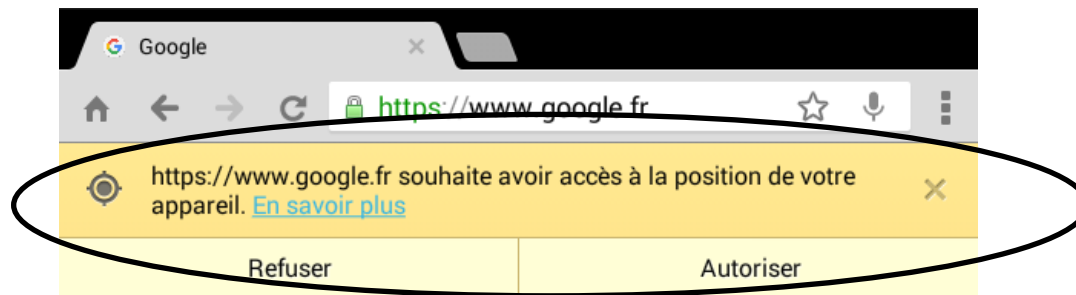 Google
https://www.google.fr
https://www.google.fr souhaite avoir accès à la position de votre
appareil. En savoir plus
Refuser
Autoriser